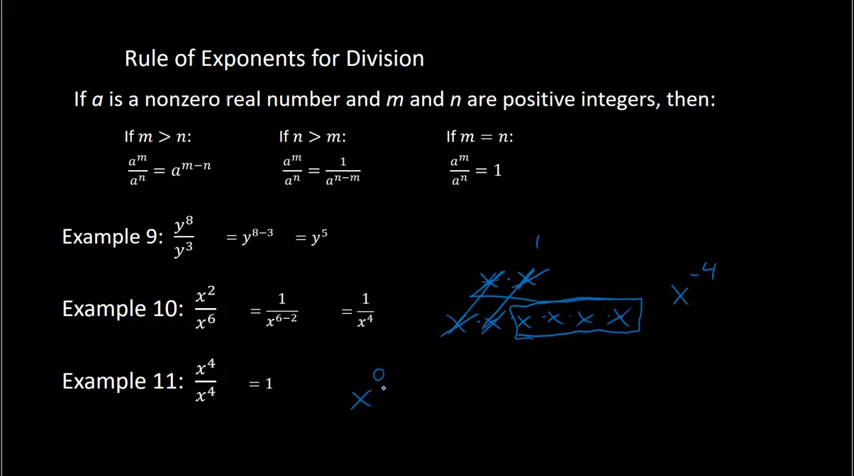 Rule of Exponents for Division
If a is a nonzero real number and m and n are positive integers, then:
If m > n: If n > m: If m = n:
a^m/a^n = a^(m−n) a^m/a^n = 1/a^(n−m) a^m/a^n = 1
Example 9: y^8/y^3 = y^(8−3) = y^5
1
x · x
x · x · x · x · x · x
x^-4
Example 10: x^2/x^6 = 1/x^(6−2) = 1/x^4
Example 11: x^4/x^4 = 1
x^0